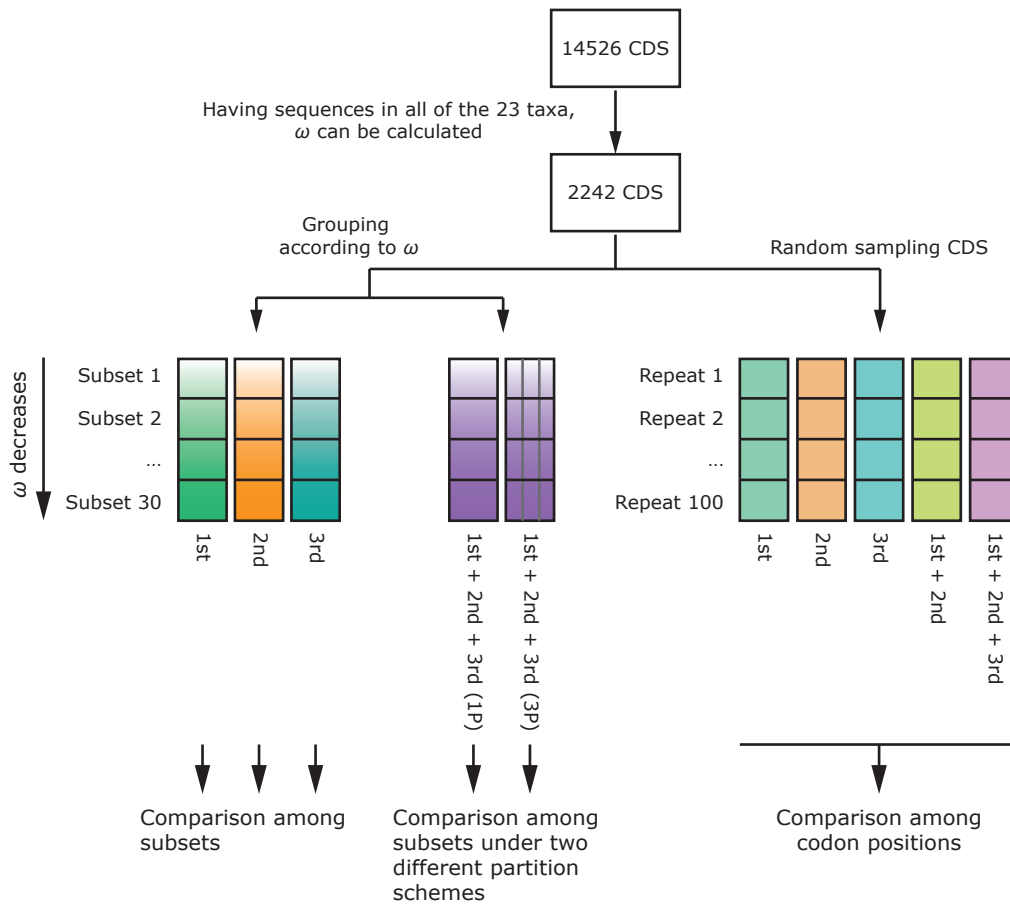 14526 CDS
Having sequences in all of the 23 taxa,
ω can be calculated
2242 CDS
Grouping
according to ω
Random sampling CDS
ω decreases
Subset 1
Subset 2
...
Subset 30
1st
2nd
3rd
1st + 2nd + 3rd (1P)
1st + 2nd + 3rd (3P)
Repeat 1
Repeat 2
...
Repeat 100
1st
2nd
3rd
1st + 2nd
1st + 2nd + 3rd
Comparison among
subsets
Comparison among
subsets under two
different partition
schemes
Comparison among
codon positions